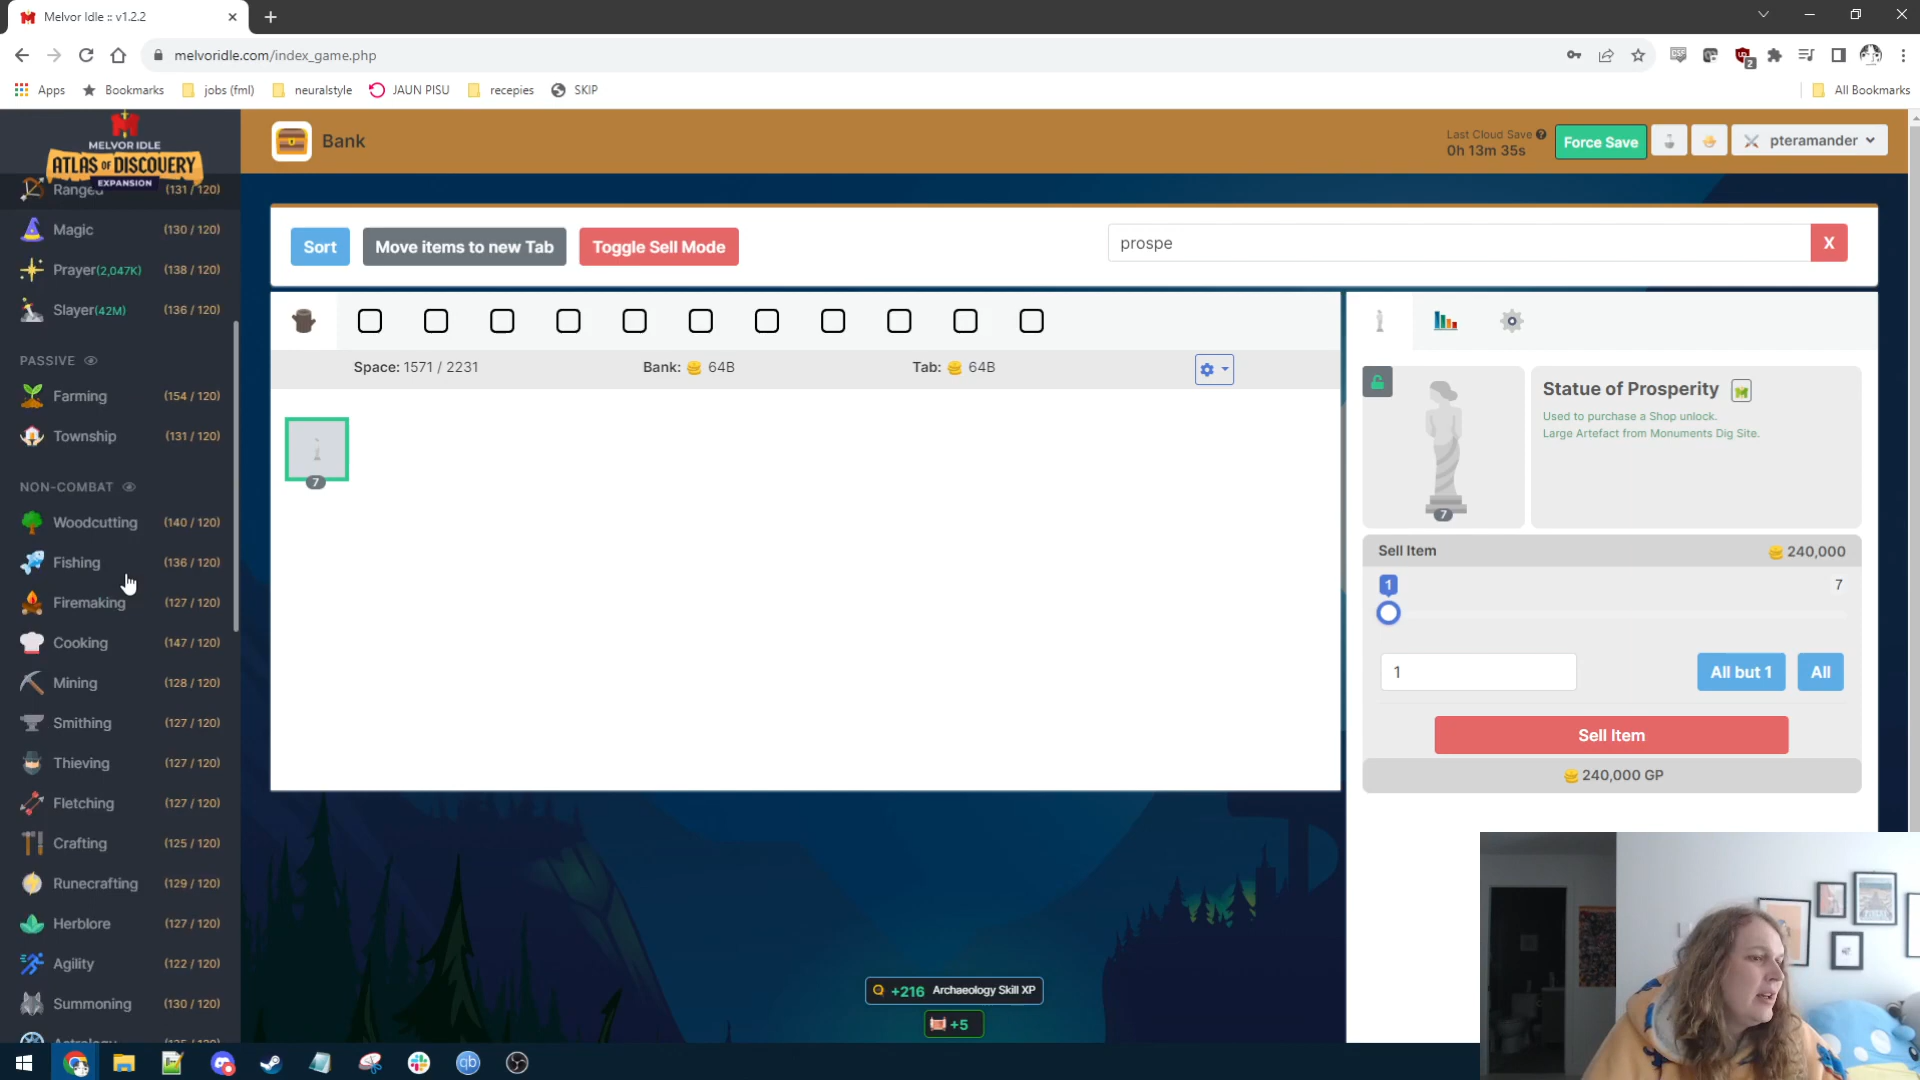 Melvor Idle :: v1.2.2
melvoridle.com/index_game.php
2
Apps
Bookmarks
jobs (fml)
neuralstyle
JAUN PISU
recepies
SKIP
All Bookmarks
MELVOR IDLE
ATLAS OF DISCOVERY
EXPANSION
Bank
Last Cloud Save
0h 13m 35s
Force Save
pteramander
Ranged (131 / 120)
Magic (130 / 120)
Prayer(2,047K) (138 / 120)
Slayer(42M) (136 / 120)
PASSIVE
Farming (154 / 120)
Township (131 / 120)
NON-COMBAT
Woodcutting (140 / 120)
Fishing (136 / 120)
Firemaking (127 / 120)
Cooking (147 / 120)
Mining (128 / 120)
Smithing (127 / 120)
Thieving (127 / 120)
Fletching (127 / 120)
Crafting (125 / 120)
Runecrafting (129 / 120)
Herblore (127 / 120)
Agility (122 / 120)
Summoning (130 / 120)
Sort
Move items to new Tab
Toggle Sell Mode
prospe
X
Space: 1571 / 2231
Bank: 64B
Tab: 64B
7
Statue of Prosperity
Used to purchase a Shop unlock.
Large Artefact from Monuments Dig Site.
7
Sell Item 240,000
1 7
1
All but 1
All
Sell Item
240,000 GP
+216 Archaeology Skill XP
+5